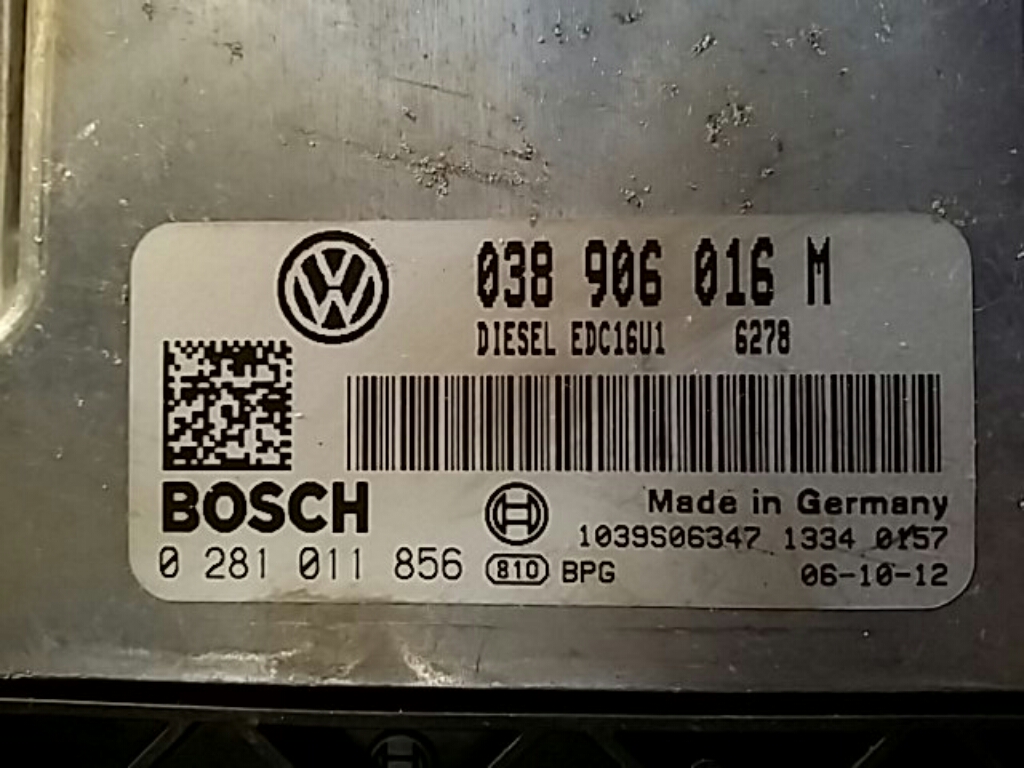 038 906 016 M
DIESEL EDC16U1 6278
BOSCH
Made in Germany
1039S06347 1334 0157
0 281 011 856 810 BPG 06-10-12